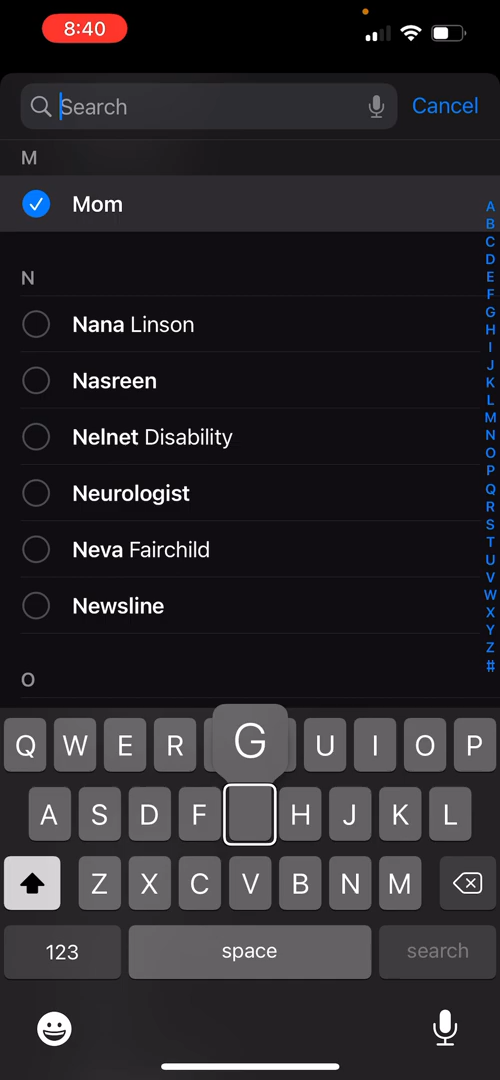 8:40
Search
Cancel
M
Mom
N
Nana Linson
Nasreen
Nelnet Disability
Neurologist
Neva Fairchild
Newsline
O
A
B
C
D
E
F
G
H
I
J
K
L
M
N
O
P
Q
R
S
T
U
V
W
X
Y
Z
#
Q W E R G U I O P
A S D F H J K L
Z X C V B N M
123 space search